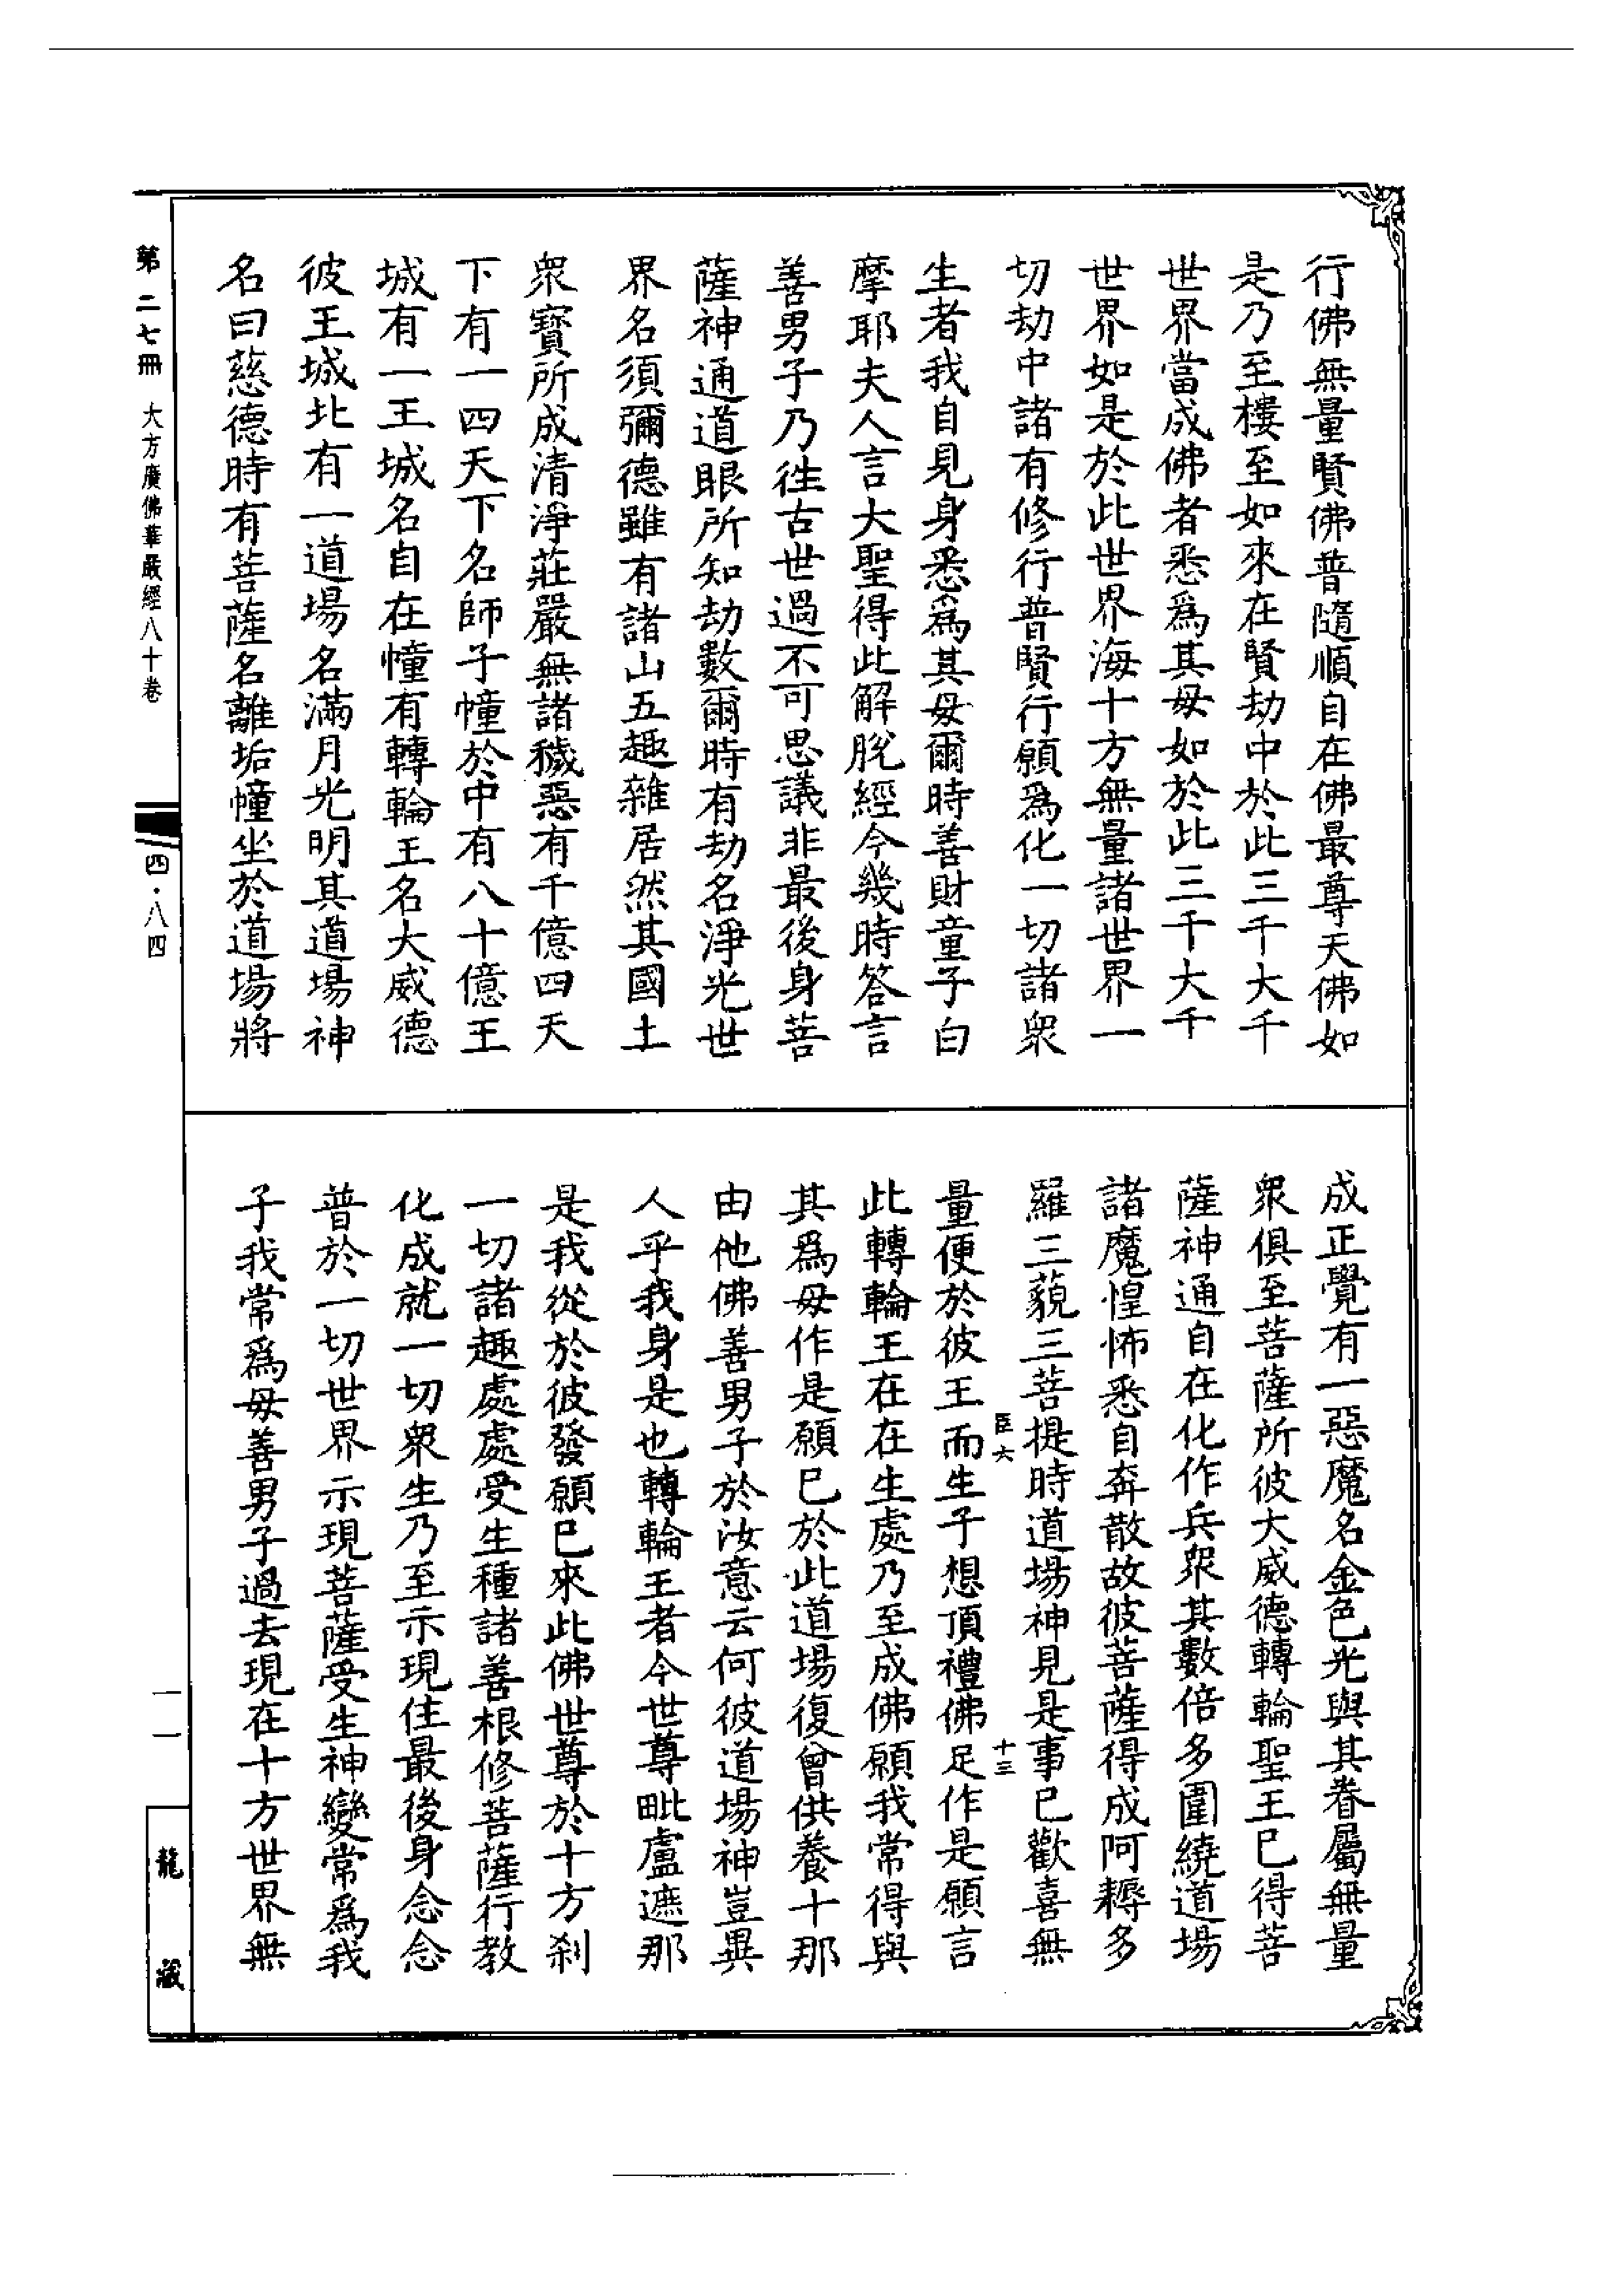 行佛無量賢佛普隨順自在佛最尊天佛如
是乃至樓至如來在賢劫中於此三千大千
世界當成佛者悉爲其母如於此三千大千
世界如是於此世界海十方無量諸世界一
切劫中諸有修行普賢行願爲化一切諸衆
生者我自見身悉爲其母爾時善財童子白
摩耶夫人言大聖得此解脫經今幾時答言
善男子乃徃古世過不可思議非最後身菩
薩神通道眼所知劫數爾時有劫名淨光世
界名須彌德雖有諸山五趣雜居然其國土
衆寶所成清淨莊嚴無諸穢惡有千億四天
下有一四天下名師子幢於中有八十億王
城有一王城名自在幢有轉輪王名大威德
彼王城北有一道場名滿月光明其道場神
名曰慈德時有菩薩名離垢幢坐於道場將
成正覺有一惡魔名金色光與其眷屬無量
衆俱至菩薩所彼大威德轉輪聖王已得菩
薩神通自在化作兵衆其數倍多圍繞道場
諸魔惶怖悉自奔散故彼菩薩得成阿耨多
羅三藐三菩提時道場神見是事已歡喜無
臣六 十三
量便於彼王而生子想頂禮佛足作是願言
此轉輪王在在生處乃至成佛願我常得與
其爲母作是願已於此道場復曾供養十那
由他佛善男子於汝意云何彼道場神豈異
人乎我身是也轉輪王者今世尊毗盧遮那
是我從於彼發願已來此佛世尊於十方刹
一切諸趣處處受生種諸善根修菩薩行教
化成就一切衆生乃至示現住最後身念念
普於一切世界示現菩薩受生神變常爲我
子我常爲母善男子過去現在十方世界無
第二七冊 大方廣佛華嚴經八十卷 四·八四
一一
龍藏